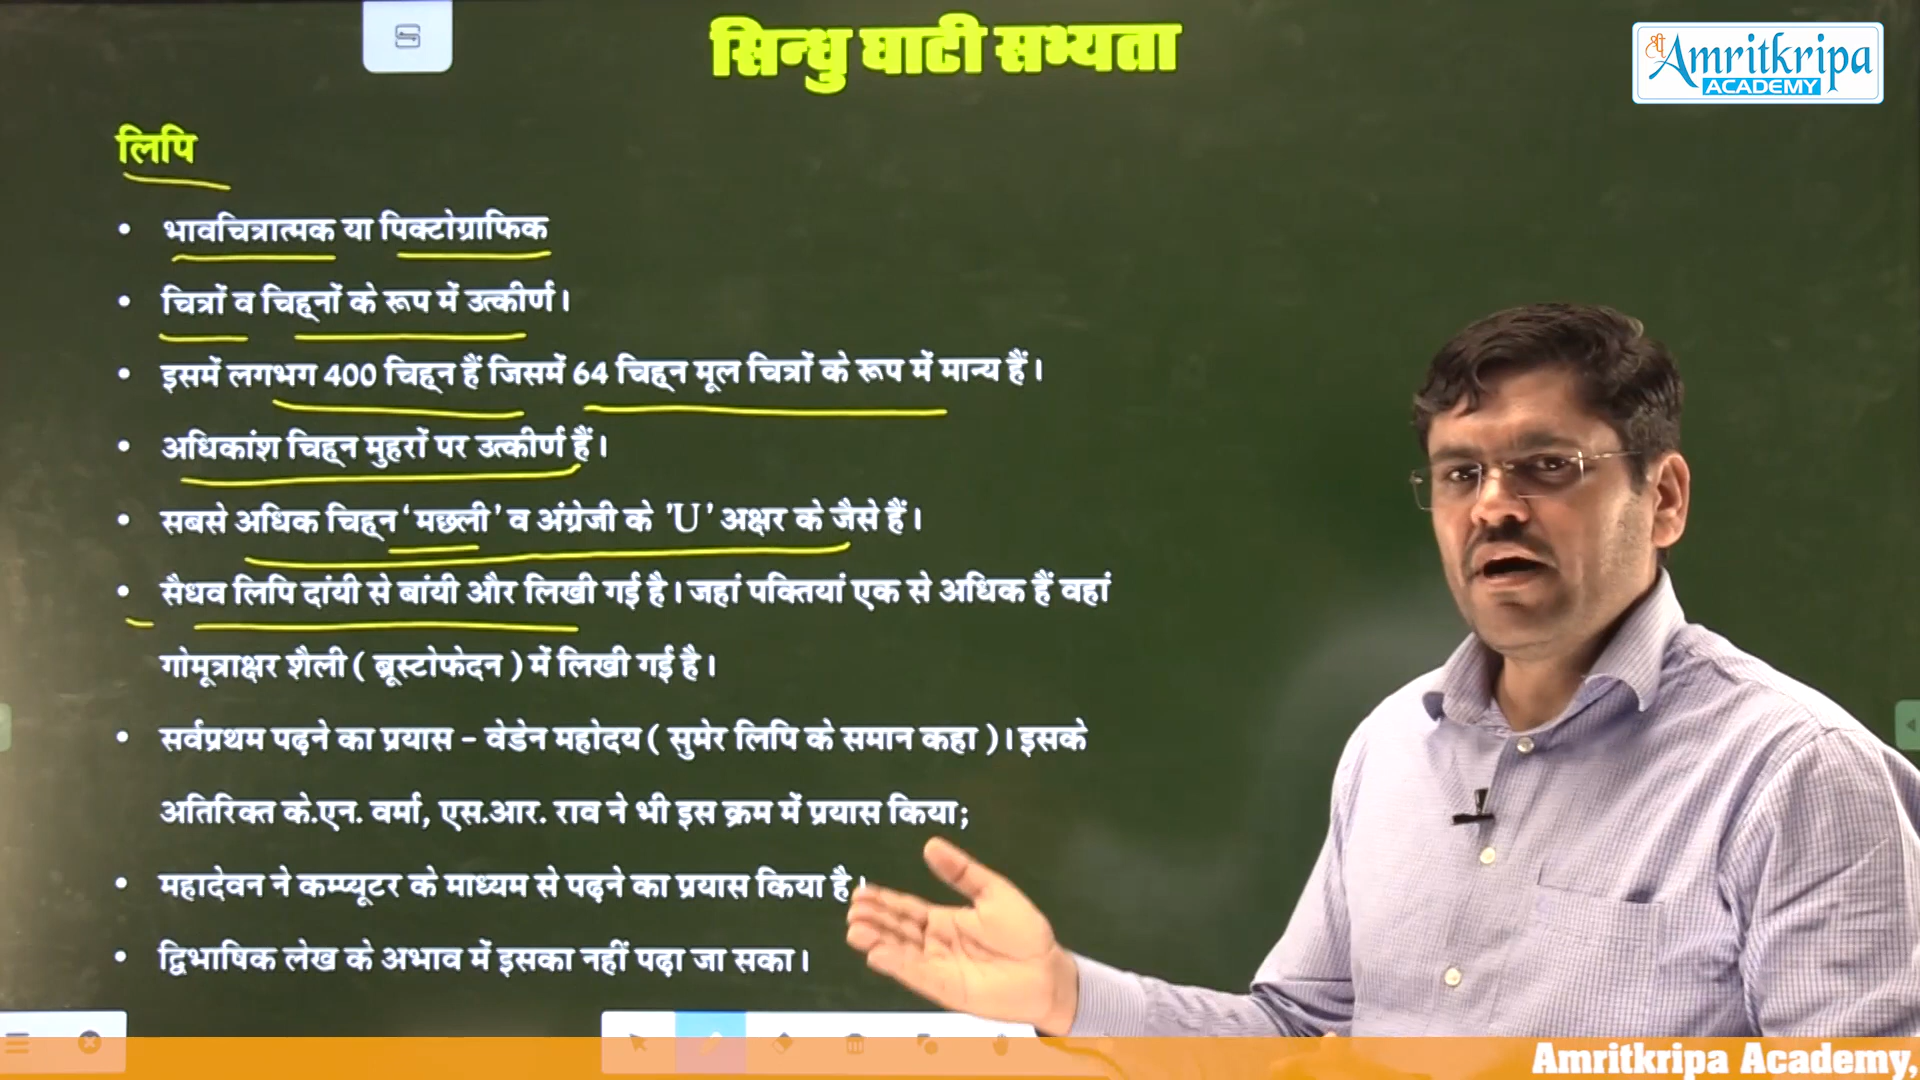 सिन्धु घाटी सभ्यता
श्री Amritkripa
ACADEMY
लिपि
• भावचित्रात्मक या पिक्टोग्राफिक
• चित्रों व चिह्नों के रूप में उत्कीर्ण।
• इसमें लगभग 400 चिह्न हैं जिसमें 64 चिह्न मूल चित्रों के रूप में मान्य हैं।
• अधिकांश चिह्न मुहरों पर उत्कीर्ण हैं।
• सबसे अधिक चिह्न 'मछली' व अंग्रेजी के 'U' अक्षर के जैसे हैं।
• सैधव लिपि दांयी से बांयी और लिखी गई है। जहां पक्तियां एक से अधिक हैं वहां
गोमूत्राक्षर शैली ( ब्रूस्टोफेदन ) में लिखी गई है।
• सर्वप्रथम पढ़ने का प्रयास – वेडेन महोदय ( सुमेर लिपि के समान कहा )। इसके
अतिरिक्त के.एन. वर्मा, एस.आर. राव ने भी इस क्रम में प्रयास किया;
• महादेवन ने कम्प्यूटर के माध्यम से पढ़ने का प्रयास किया है।
• द्विभाषिक लेख के अभाव में इसका नहीं पढ़ा जा सका।
Amritkripa Academy,